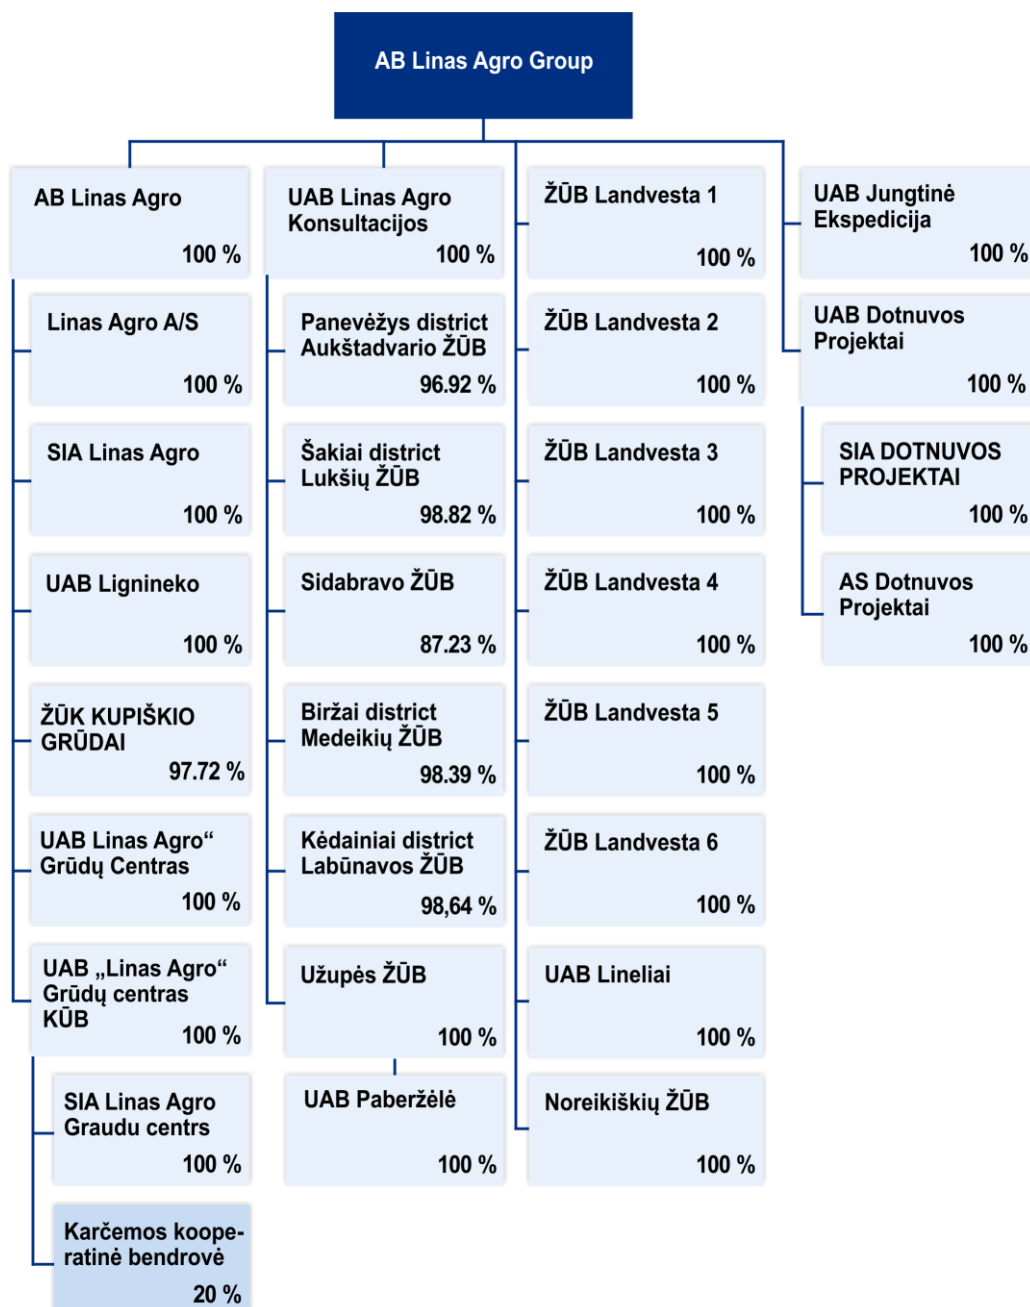 AB Linas Agro Group
AB Linas Agro
100 %
Linas Agro A/S
100 %
SIA Linas Agro
100 %
UAB Lignineko
100 %
ŽŪK KUPIŠKIO
GRŪDAI
97.72 %
UAB Linas Agro“
Grūdų Centras
100 %
UAB „Linas Agro“
Grūdų centras
KŪB
100 %
SIA Linas Agro
Graudu centrs
100 %
Karčemos koope-
ratinė bendrovė
20 %
UAB Linas Agro
Konsultacijos
100 %
Panevėžys district
Aukštadvario ŽŪB
96.92 %
Šakiai district
Lukšių ŽŪB
98.82 %
Sidabravo ŽŪB
87.23 %
Biržai district
Medeikių ŽŪB
98.39 %
Kėdainiai district
Labūnavos ŽŪB
98,64 %
Užupės ŽŪB
100 %
UAB Paberžėlė
100 %
ŽŪB Landvesta 1
100 %
ŽŪB Landvesta 2
100 %
ŽŪB Landvesta 3
100 %
ŽŪB Landvesta 4
100 %
ŽŪB Landvesta 5
100 %
ŽŪB Landvesta 6
100 %
UAB Lineliai
100 %
Noreikiškių ŽŪB
100 %
UAB Jungtinė
Ekspedicija
100 %
UAB Dotnuvos
Projektai
100 %
SIA DOTNUVOS
PROJEKTAI
100 %
AS Dotnuvos
Projektai
100 %